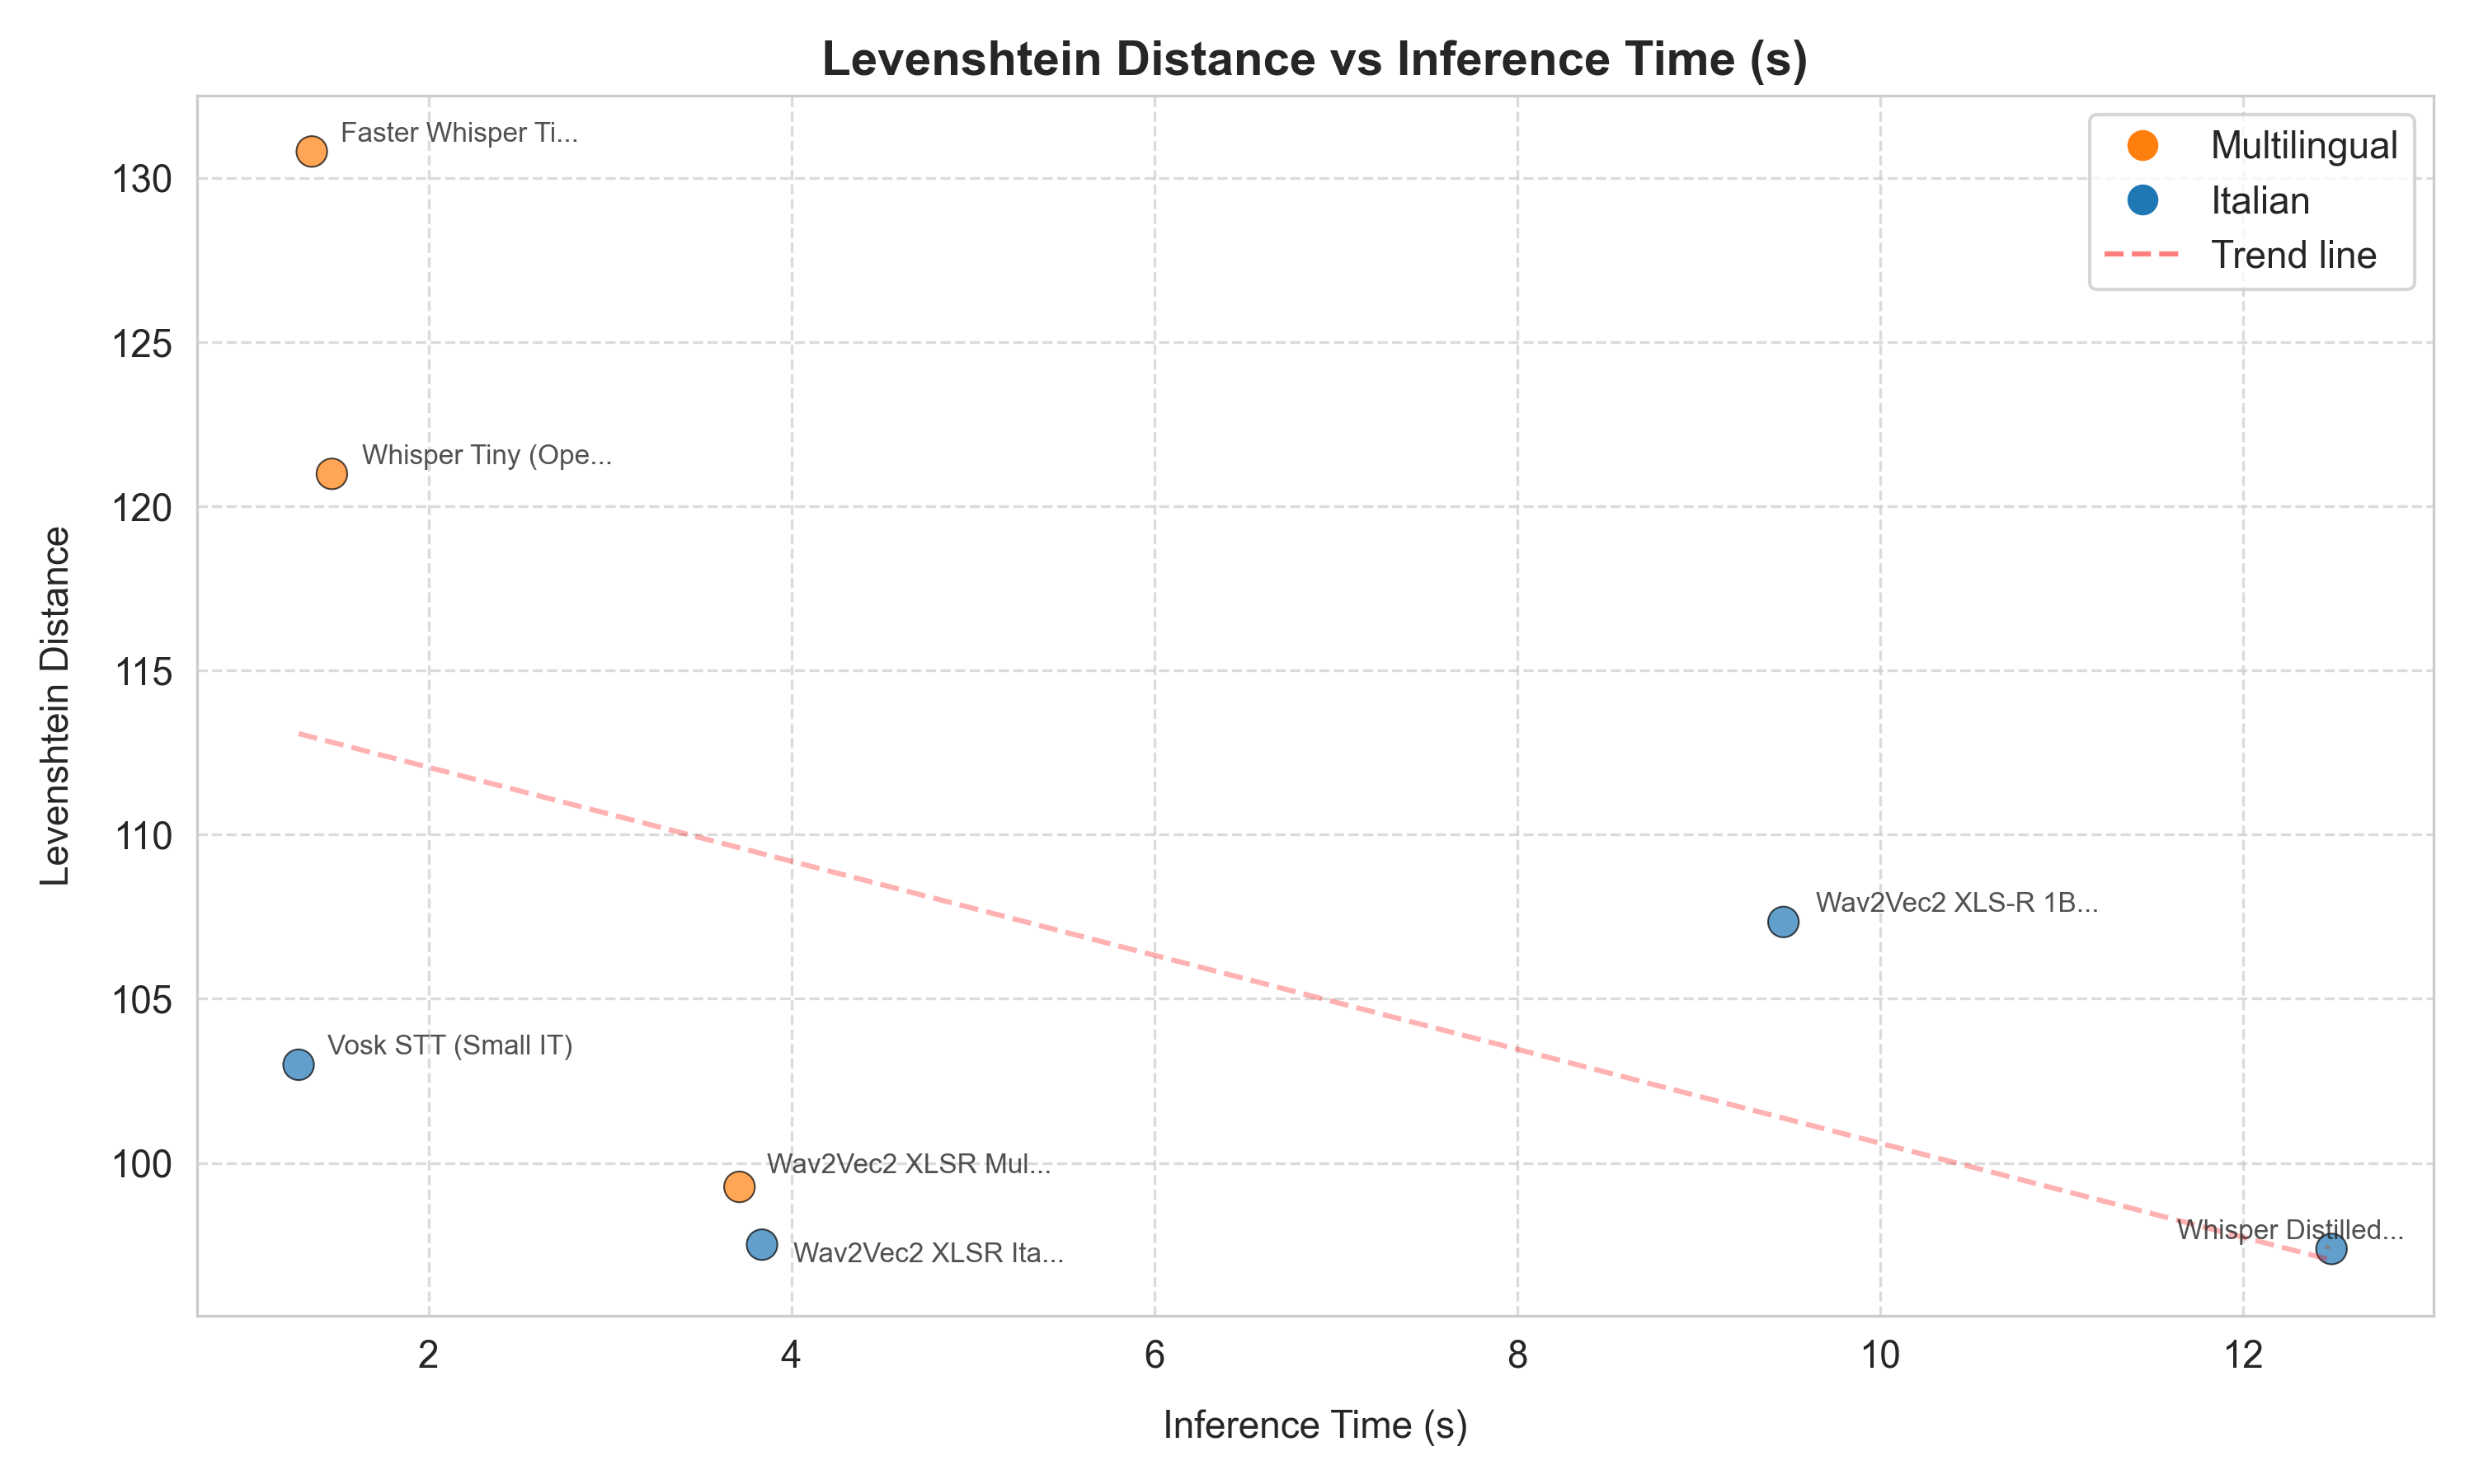 Levenshtein Distance vs Inference Time (s)
Multilingual
Italian
Trend line
Faster Whisper Ti...
Whisper Tiny (Ope...
Wav2Vec2 XLS-R 1B...
Vosk STT (Small IT)
Wav2Vec2 XLSR Mul...
Wav2Vec2 XLSR Ita...
Whisper Distilled...
Levenshtein Distance
130
125
120
115
110
105
100
2 4 6 8 10 12
Inference Time (s)